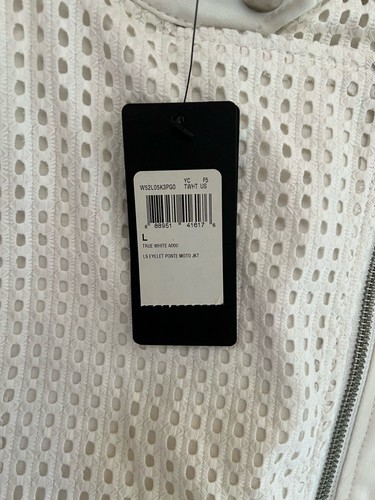 W52L05K3PG0 YC F5
TWHT US
8 88951 41617 6
L
TRUE WHITE A000
LS EYELET PONTE MOTO JKT